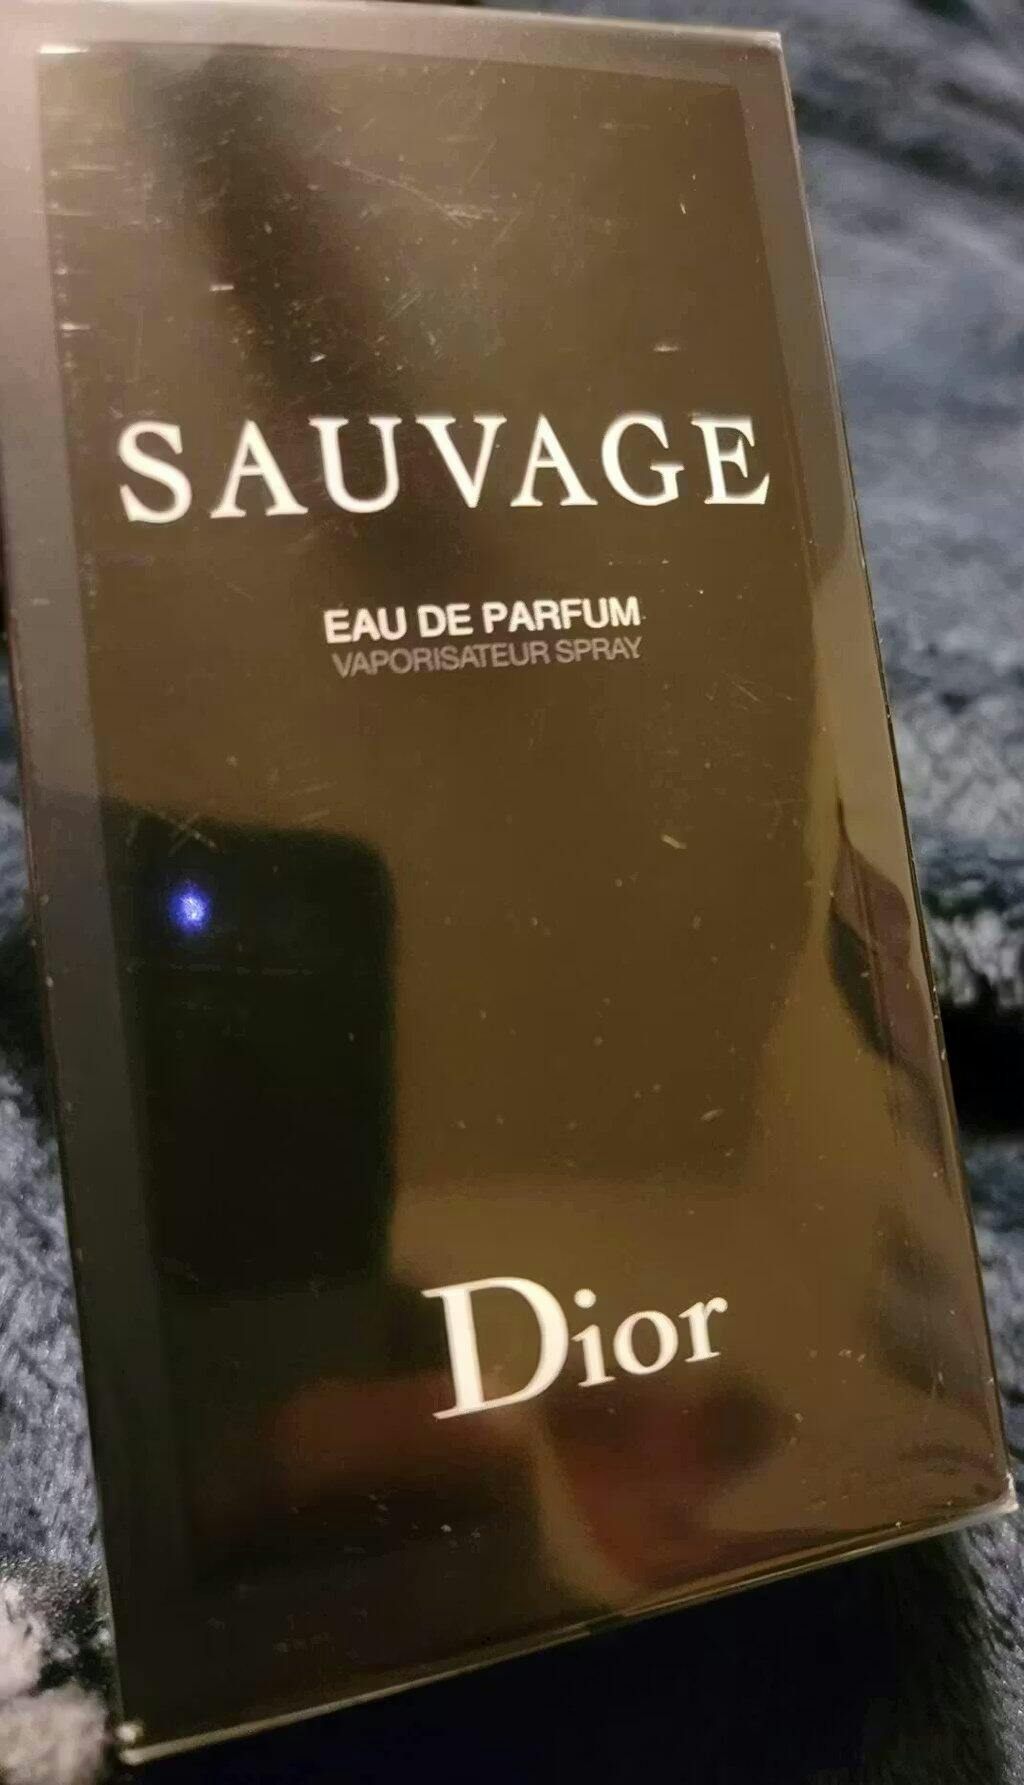 SAUVAGE
EAU DE PARFUM
VAPORISATEUR SPRAY
Dior